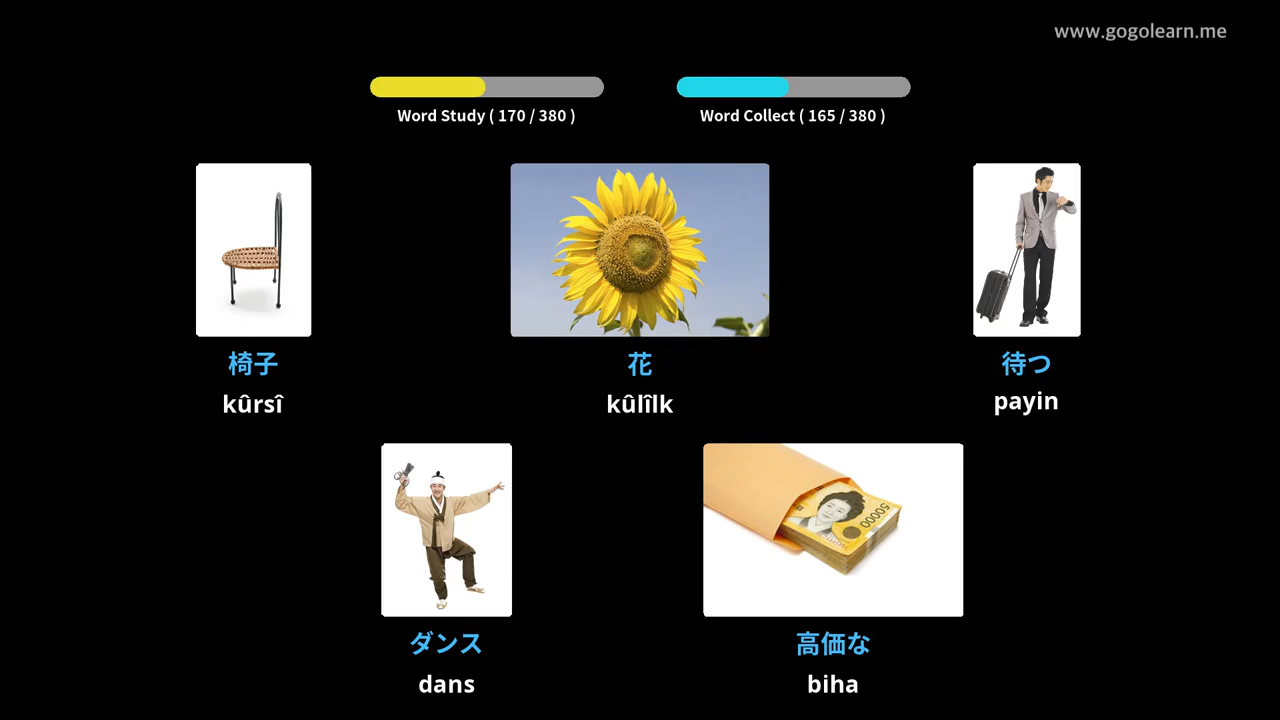 www.gogolearn.me
Word Study ( 170 / 380 )
Word Collect ( 165 / 380 )
椅子
花
待つ
kûrsî
kûlîlk
payin
50000
ダンス
高価な
dans
biha